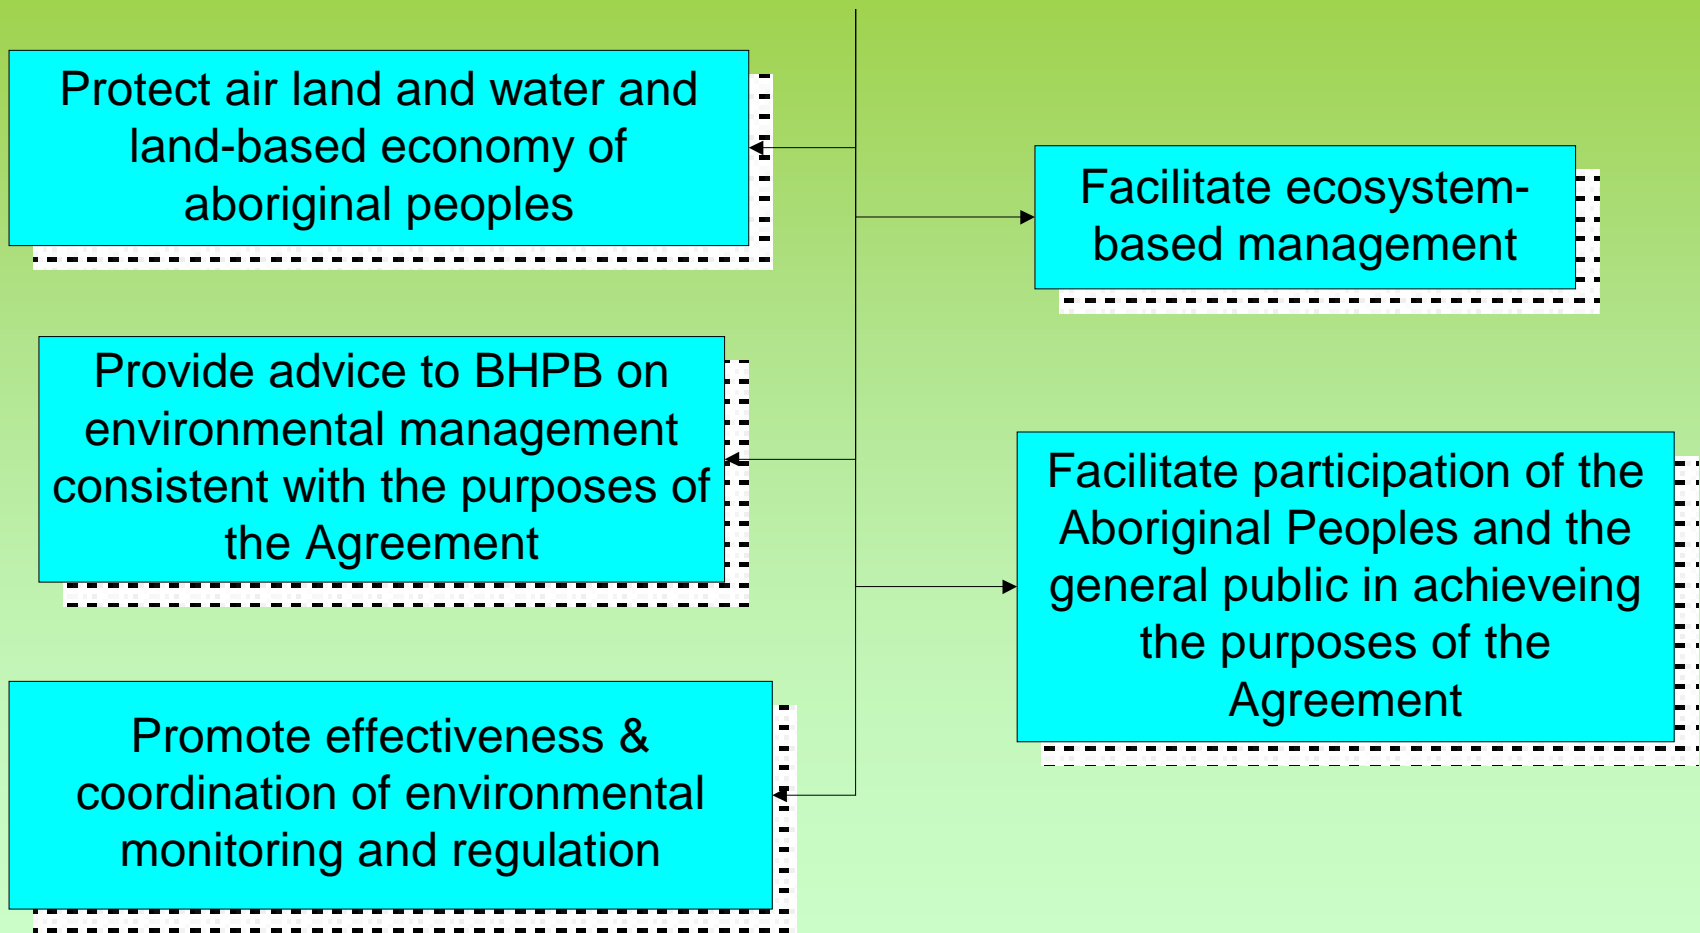 Protect air land and water and
land-based economy of
aboriginal peoples
Facilitate ecosystem-
based management
Provide advice to BHPB on
environmental management
consistent with the purposes of
the Agreement
Facilitate participation of the
Aboriginal Peoples and the
general public in achieveing
the purposes of the
Agreement
Promote effectiveness &
coordination of environmental
monitoring and regulation